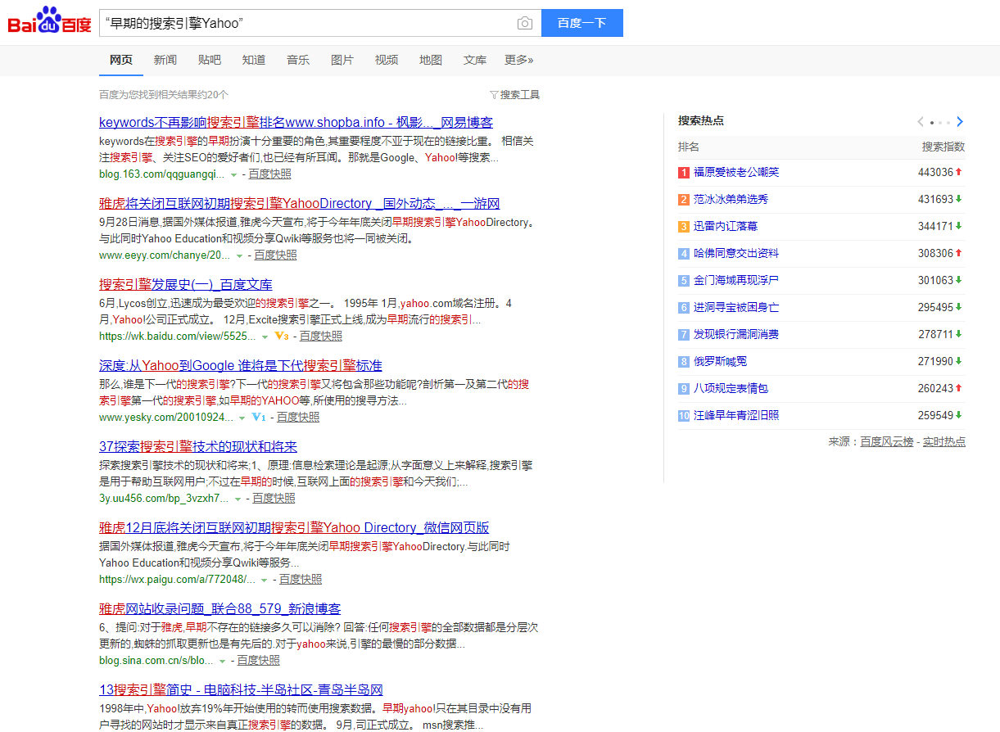 Bai du 百度
“早期的搜索引擎Yahoo”
百度一下
网页 新闻 贴吧 知道 音乐 图片 视频 地图 文库 更多»
百度为您找到相关结果约20个
搜索工具
keywords不再影响搜索引擎排名www.shopba.info - 枫影..._网易博客
keywords在搜索引擎的早期扮演十分重要的角色,其重要程度不亚于现在的链接比重。 相信关
注搜索引擎、关注SEO的爱好者们,也已经有所耳闻。那就是Google、Yahoo!等搜索...
blog.163.com/qqguangqi... - 百度快照
雅虎将关闭互联网初期搜索引擎YahooDirectory _国外动态_..._一游网
9月28日消息,据国外媒体报道,雅虎今天宣布,将于今年年底关闭早期搜索引擎YahooDirectory。
与此同时Yahoo Education和视频分享Qwiki等服务也将一同被关闭。
www.eeyy.com/chanye/20... - 百度快照
搜索引擎发展史(一)_百度文库
6月,Lycos创立,迅速成为最受欢迎的搜索引擎之一。 1995年 1月,yahoo.com域名注册。4
月,Yahoo!公司正式成立。 12月,Excite搜索引擎正式上线,成为早期流行的搜索引...
https://wk.baidu.com/view/5525... V3 - 百度快照
深度:从Yahoo到Google 谁将是下代搜索引擎标准
那么,谁是下一代的搜索引擎?下一代的搜索引擎又将包含那些功能呢?剖析第一及第二代的搜
索引擎第一代的搜索引擎,如早期的YAHOO等,所使用的搜寻方法...
www.yesky.com/20010924... V1 - 百度快照
37探索搜索引擎技术的现状和将来
探索搜索引擎技术的现状和将来;1、原理:信息检索理论是起源;从字面意义上来解释,搜索引擎
是用于帮助互联网用户;不过在早期的时候,互联网上面的搜索引擎和今天我们;...
3y.uu456.com/bp_3vzxh7... - 百度快照
雅虎12月底将关闭互联网初期搜索引擎Yahoo Directory_微信网页版
据国外媒体报道,雅虎今天宣布,将于今年年底关闭早期搜索引擎YahooDirectory.与此同时
Yahoo Education和视频分享Qwiki等服务...
https://wx.paigu.com/a/772048/... - 百度快照
雅虎网站收录问题_联合88_579_新浪博客
6、提问:对于雅虎,早期不存在的链接多久可以消除? 回答:任何搜索引擎的全部数据都是分层次
更新的,蜘蛛的抓取更新也是有先后的.对于yahoo来说,引擎的最慢的部分数据...
blog.sina.com.cn/s/blo... - 百度快照
13搜索引擎简史 - 电脑科技-半岛社区-青岛半岛网
1998年中,Yahoo!放弃19%年开始使用的转而使用搜索数据。早期yahoo!只在其目录中没有用
户寻找的网站时才显示来自真正搜索引擎的数据。 9月,司正式成立。 msn搜索推...
搜索热点
排名 搜索指数
1 福原爱被老公嘲笑 443036
2 范冰冰弟弟选秀 431693
3 迅雷内讧落幕 344171
4 哈佛同意交出资料 308306
5 金门海域再现浮尸 301063
6 进洞寻宝被困身亡 295495
7 发现银行漏洞消费 278711
8 俄罗斯喊冤 271990
9 八项规定表情包 260243
10 汪峰早年青涩旧照 259549
来源：百度风云榜 - 实时热点